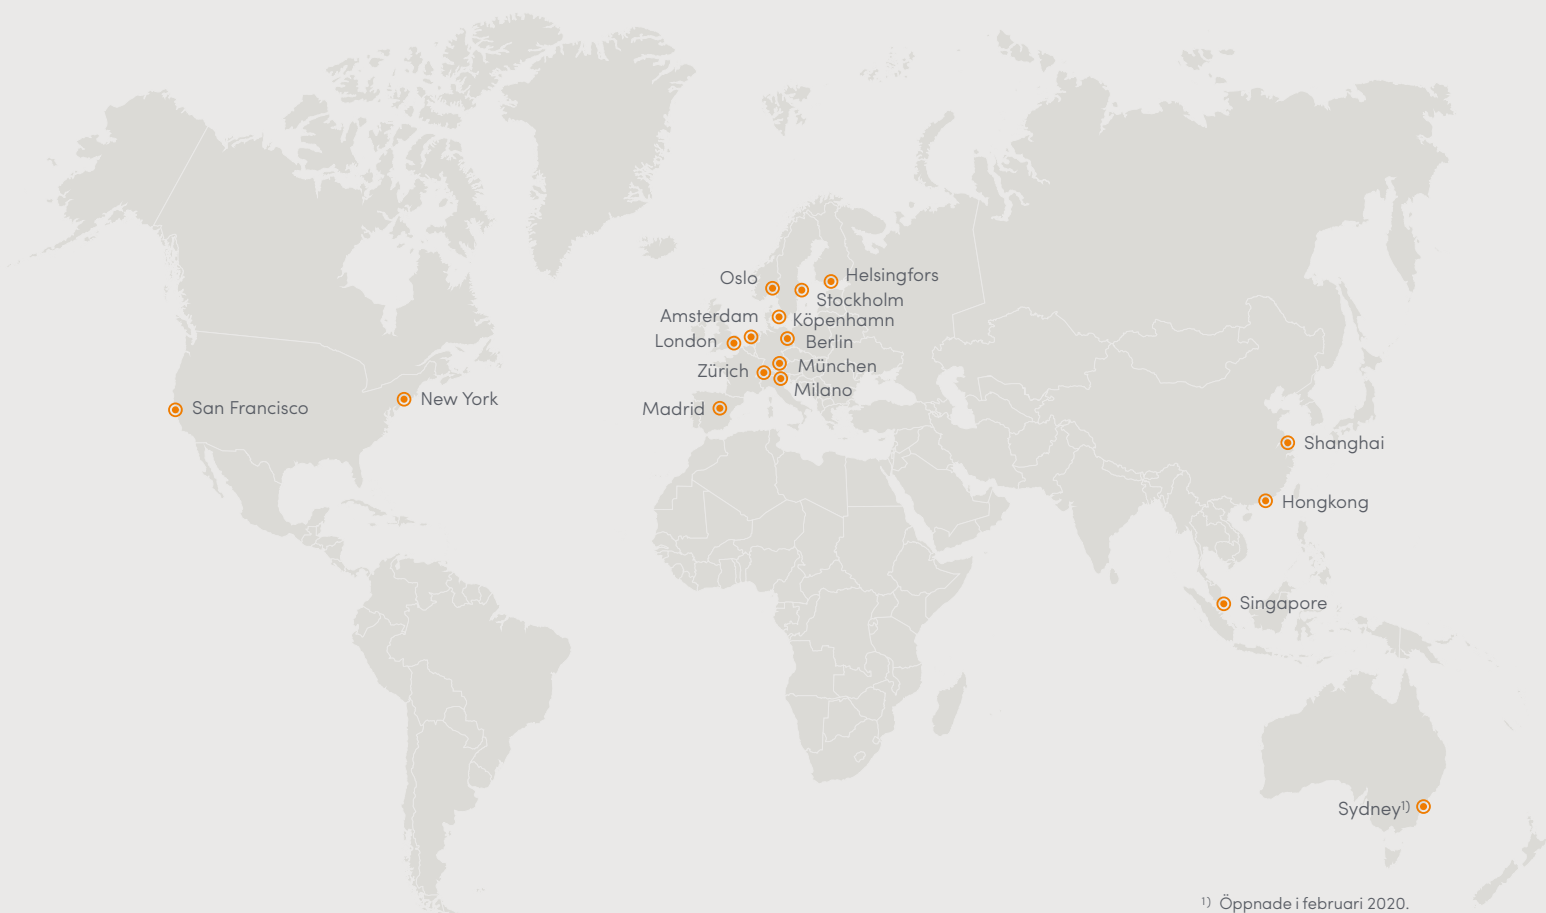 Oslo
Helsingfors
Stockholm
Amsterdam
Köpenhamn
London
Berlin
Zürich
München
Milano
Madrid
San Francisco
New York
Shanghai
Hongkong
Singapore
Sydney1)
1) Öppnade i februari 2020.